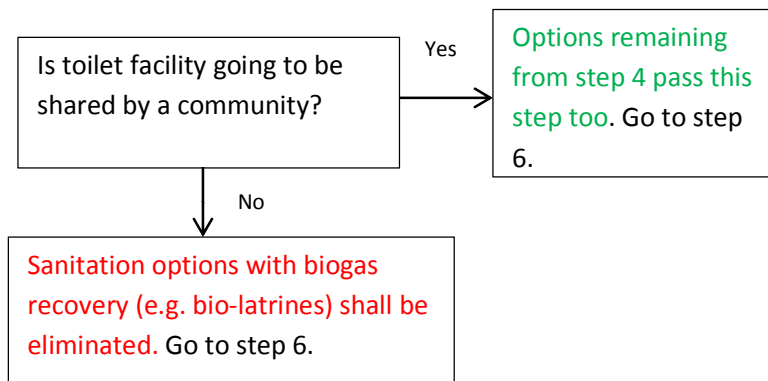 Is toilet facility going to be
shared by a community?
Yes
Options remaining
from step 4 pass this
step too. Go to step
6.
No
Sanitation options with biogas
recovery (e.g. bio-latrines) shall be
eliminated. Go to step 6.